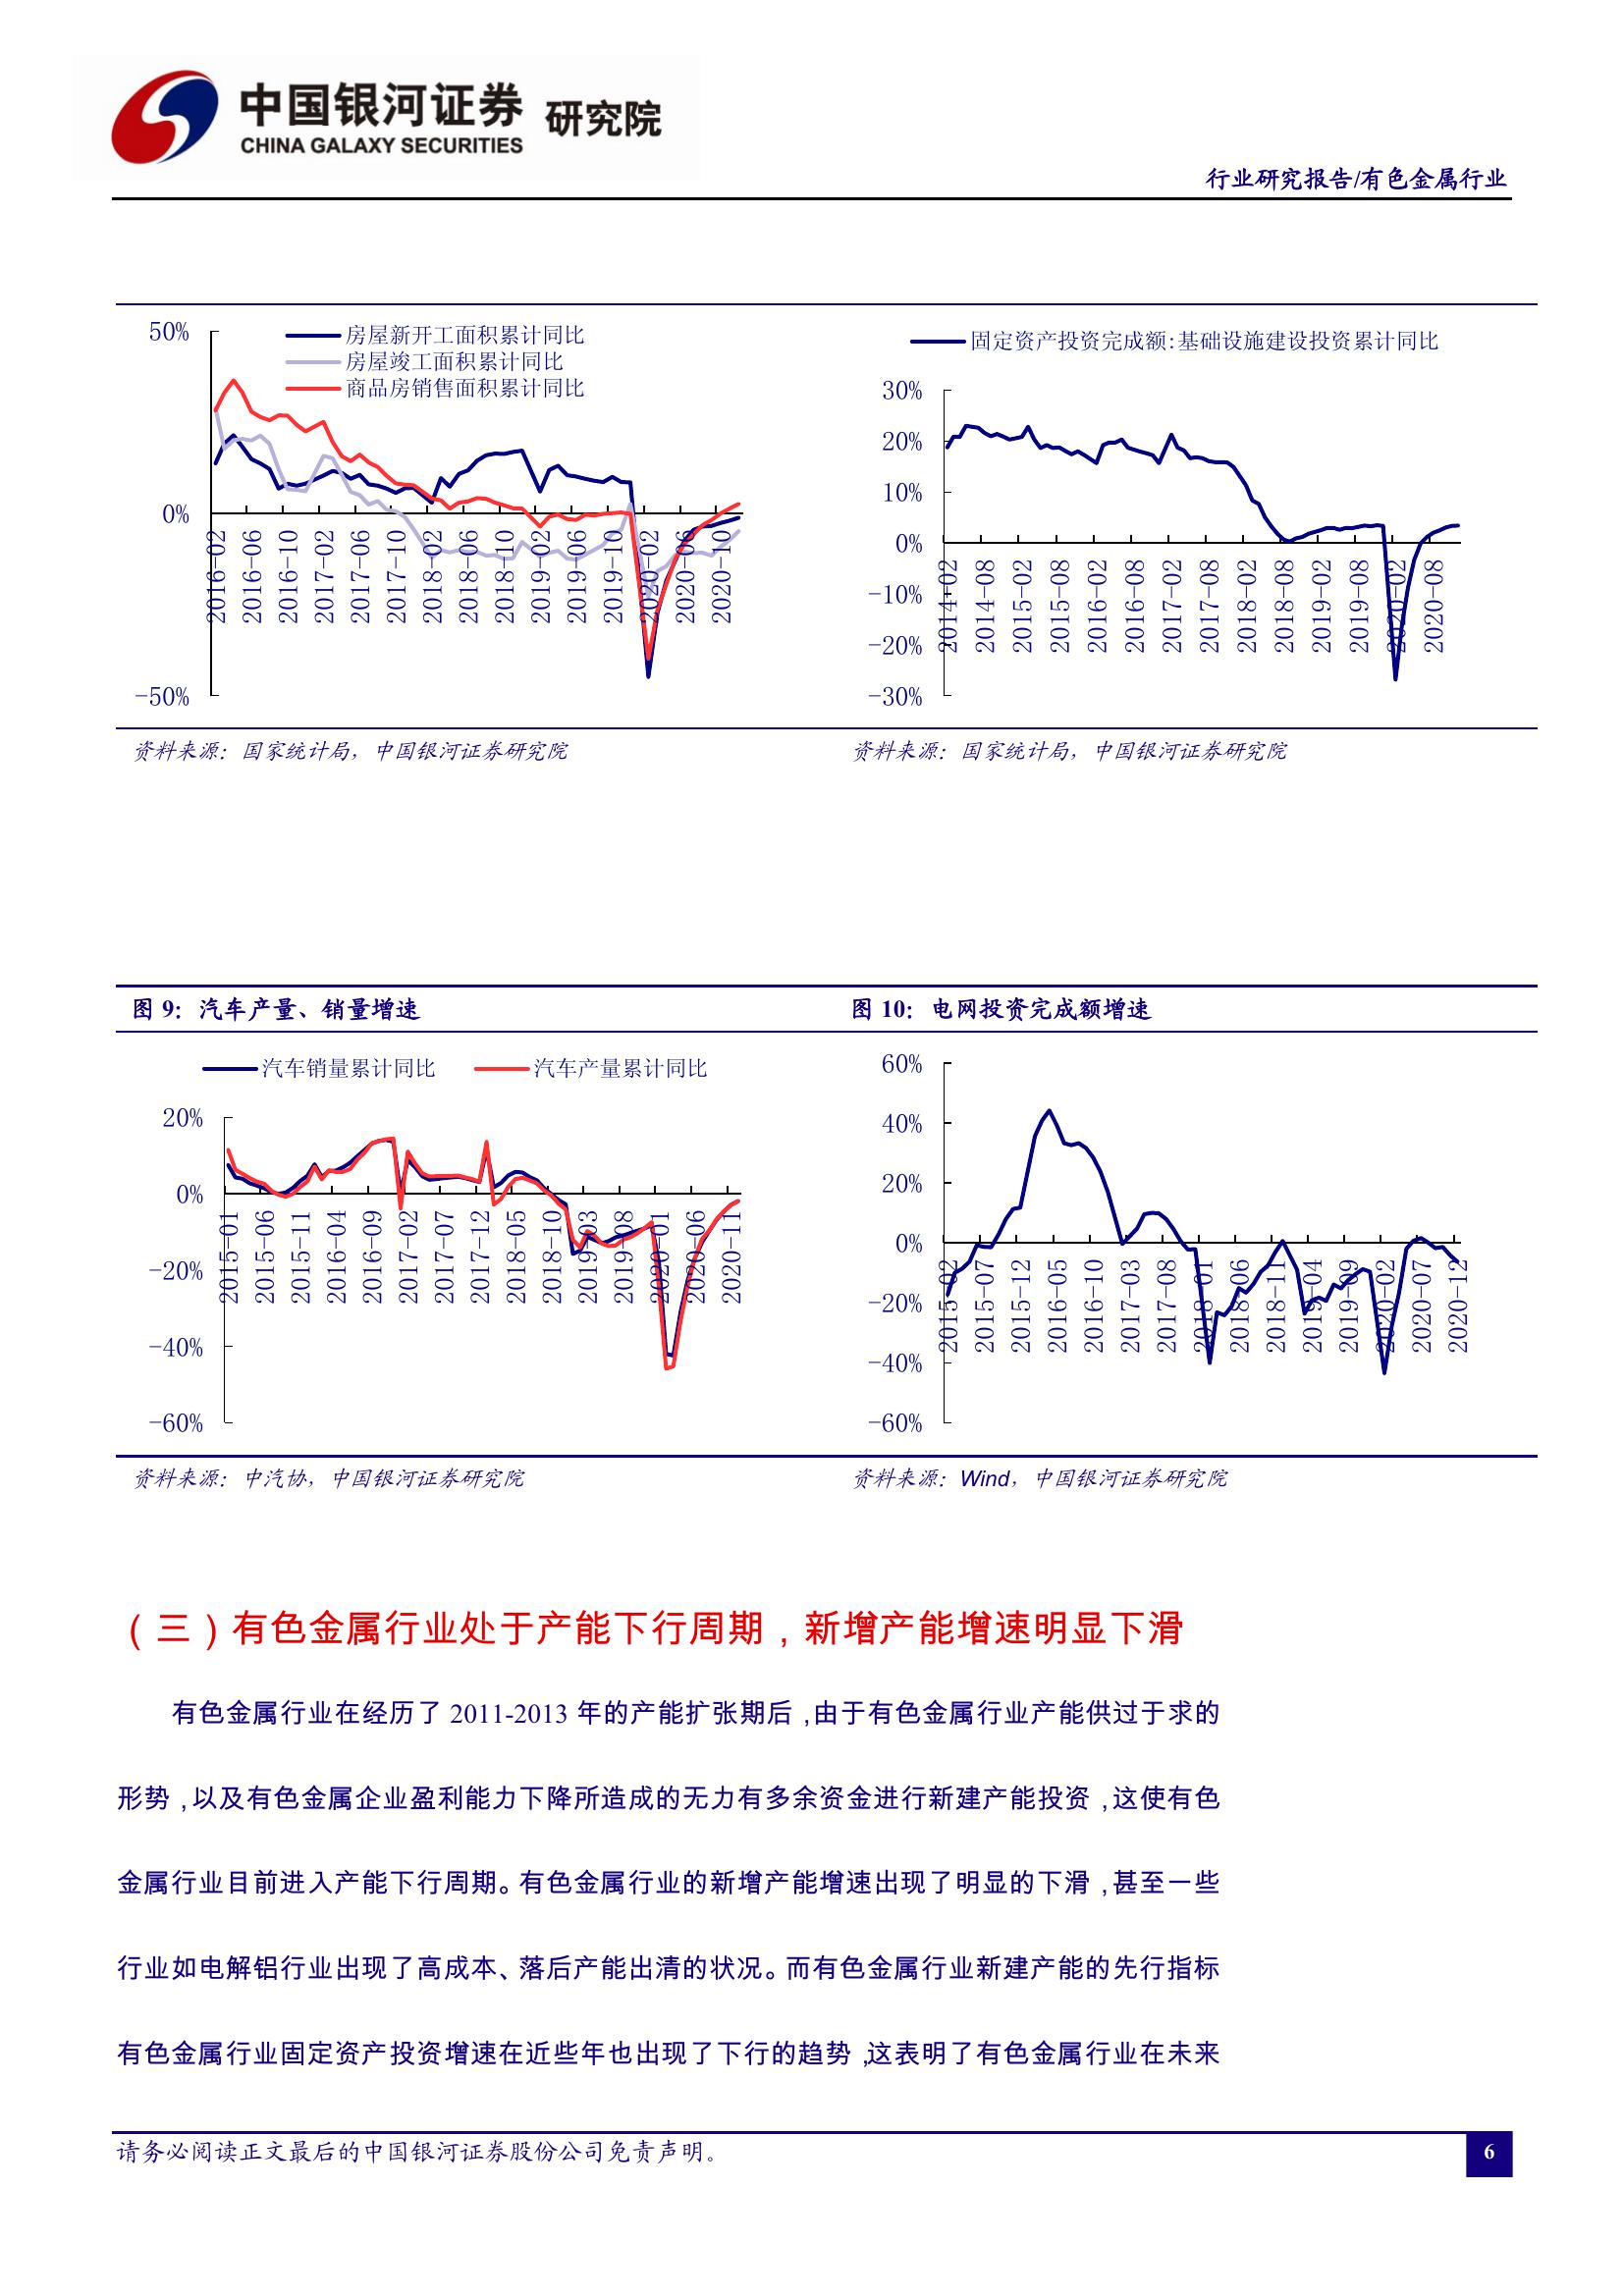 中国银河证券 研究院
CHINA GALAXY SECURITIES
行业研究报告/有色金属行业
房屋新开工面积累计同比
房屋竣工面积累计同比
商品房销售面积累计同比
50%
0%
-50%
2016-02 2016-06 2016-10 2017-02 2017-06 2017-10 2018-02 2018-06 2018-10 2019-02 2019-06 2019-10 2020-02 2020-06 2020-10
固定资产投资完成额:基础设施建设投资累计同比
30%
20%
10%
0%
-10%
-20%
-30%
2014-02 2014-08 2015-02 2015-08 2016-02 2016-08 2017-02 2017-08 2018-02 2018-08 2019-02 2019-08 2020-02 2020-08
资料来源：国家统计局，中国银河证券研究院
资料来源：国家统计局，中国银河证券研究院
图 9：汽车产量、销量增速
图 10：电网投资完成额增速
汽车销量累计同比 汽车产量累计同比
20%
0%
-20%
-40%
-60%
2015-01 2015-06 2015-11 2016-04 2016-09 2017-02 2017-07 2017-12 2018-05 2018-10 2019-03 2019-08 2020-01 2020-06 2020-11
60%
40%
20%
0%
-20%
-40%
-60%
2015-02 2015-07 2015-12 2016-05 2016-10 2017-03 2017-08 2018-01 2018-06 2018-11 2019-04 2019-09 2020-02 2020-07 2020-12
资料来源：中汽协，中国银河证券研究院
资料来源：Wind，中国银河证券研究院
（三）有色金属行业处于产能下行周期，新增产能增速明显下滑
有色金属行业在经历了 2011-2013 年的产能扩张期后，由于有色金属行业产能供过于求的
形势，以及有色金属企业盈利能力下降所造成的无力有多余资金进行新建产能投资，这使有色
金属行业目前进入产能下行周期。有色金属行业的新增产能增速出现了明显的下滑，甚至一些
行业如电解铝行业出现了高成本、落后产能出清的状况。而有色金属行业新建产能的先行指标
有色金属行业固定资产投资增速在近些年也出现了下行的趋势，这表明了有色金属行业在未来
请务必阅读正文最后的中国银河证券股份公司免责声明。
6